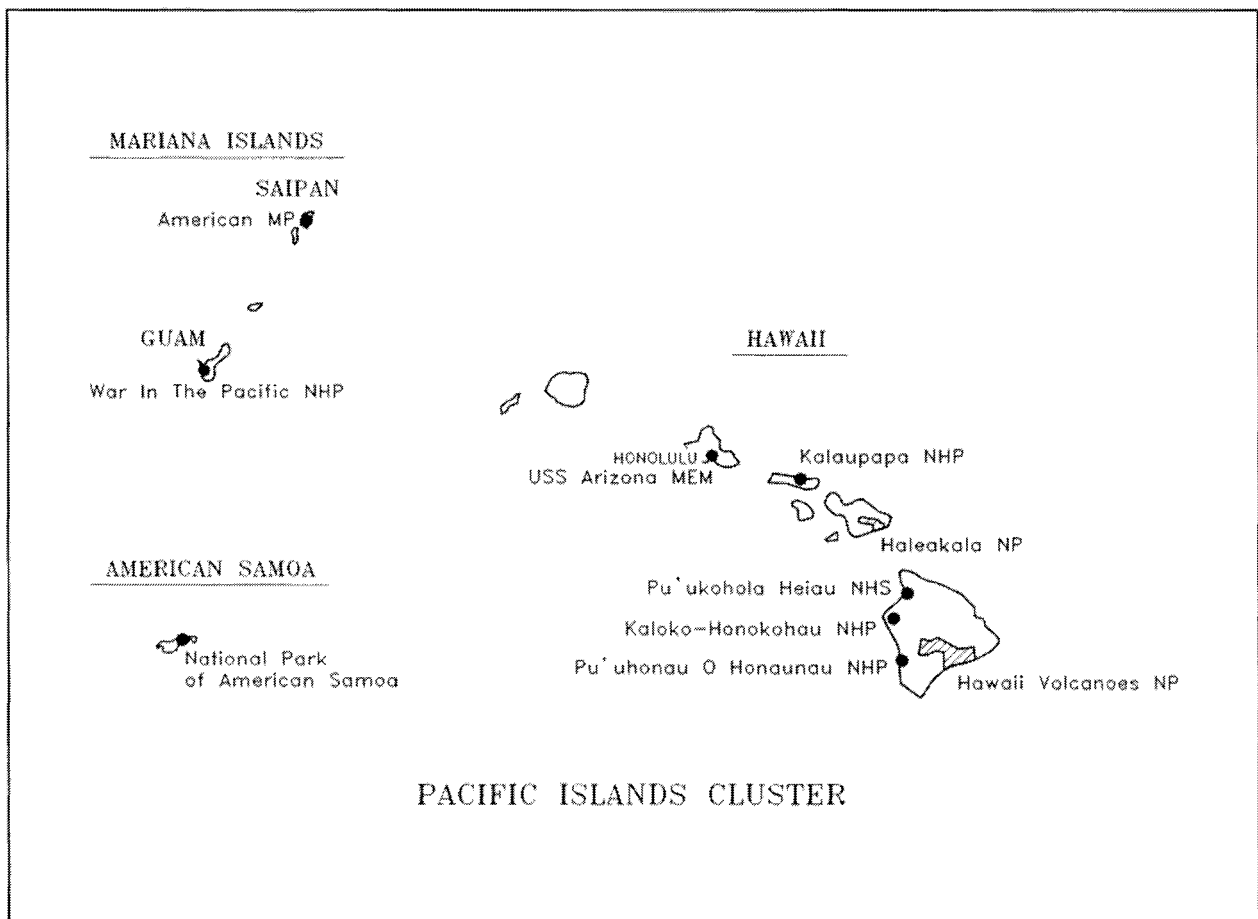 MARIANA ISLANDS
SAIPAN
American MP
GUAM
War In The Pacific NHP
HAWAII
HONOLULU
USS Arizona MEM
Kalaupapa NHP
Haleakala NP
AMERICAN SAMOA
National Park
of American Samoa
Pu'ukohola Heiau NHS
Kaloko-Honokohau NHP
Pu'uhonau O Honaunau NHP
Hawaii Volcanoes NP
PACIFIC ISLANDS CLUSTER